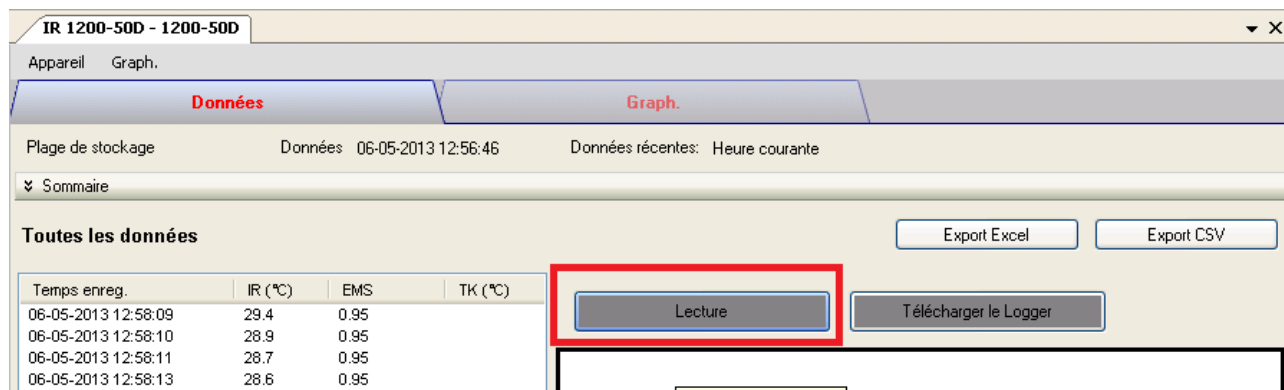 IR 1200-50D - 1200-50D
Appareil Graph.
Données Graph.
Plage de stockage Données 06-05-2013 12:56:46 Données récentes: Heure courante
Sommaire
Toutes les données Export Excel Export CSV
Temps enreg. IR (°C) EMS TK (°C)
Lecture Télécharger le Logger
06-05-2013 12:58:09 29.4 0.95
06-05-2013 12:58:10 28.9 0.95
06-05-2013 12:58:11 28.7 0.95
06-05-2013 12:58:13 28.6 0.95